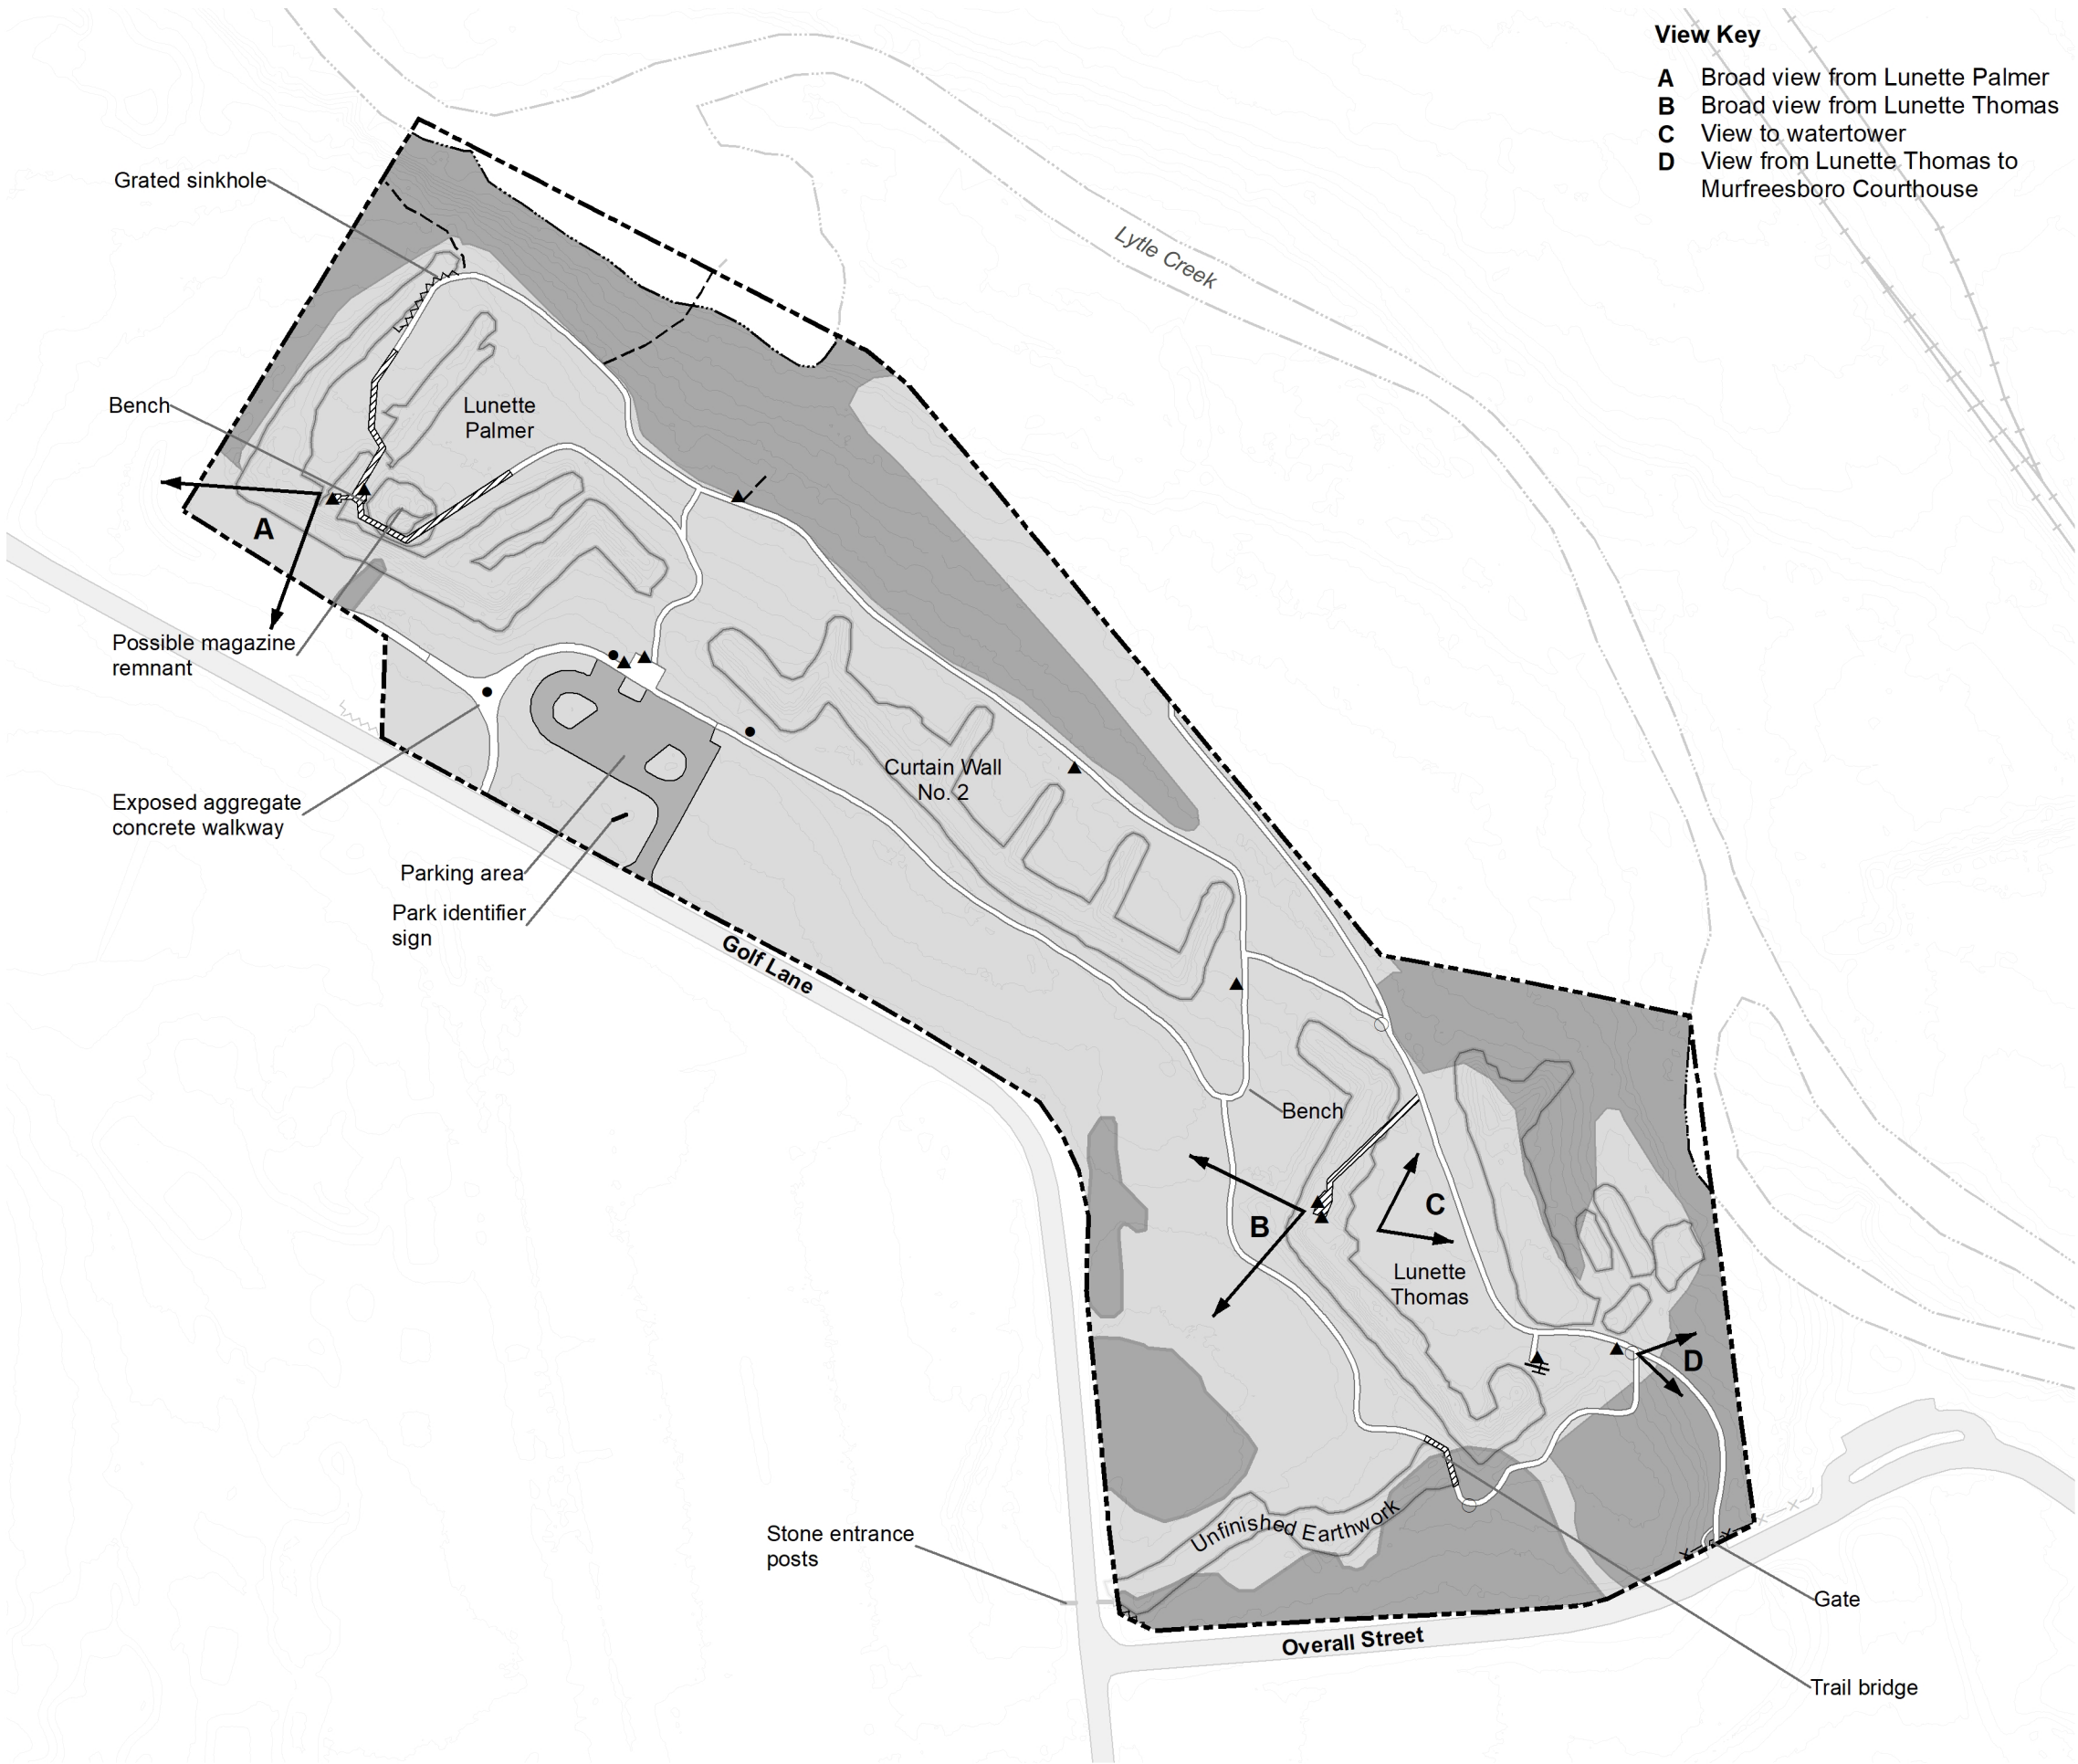 View Key
A Broad view from Lunette Palmer
B Broad view from Lunette Thomas
C View to watertower
D View from Lunette Thomas to
Murfreesboro Courthouse
Grated sinkhole
Lytle Creek
Bench
Lunette
Palmer
A
Possible magazine
remnant
Curtain Wall
No. 2
Exposed aggregate
concrete walkway
Parking area
Park identifier
sign
Golf Lane
Bench
B
C
Lunette
Thomas
D
Unfinished Earthwork
Stone entrance
posts
Gate
Overall Street
Trail bridge